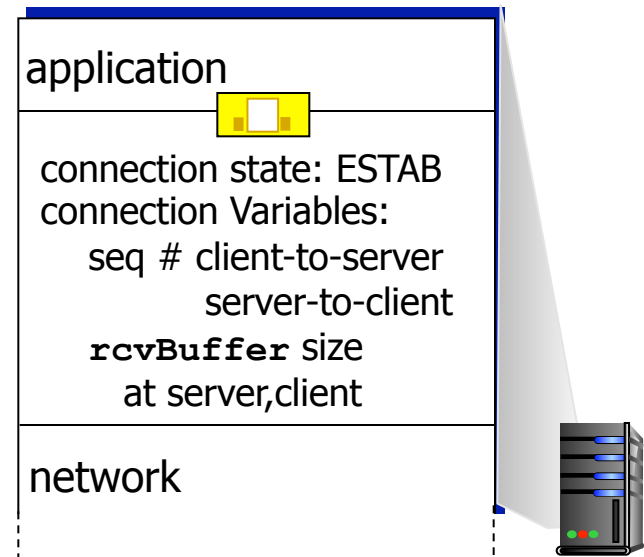 application
connection state: ESTAB
connection Variables:
seq # client-to-server
server-to-client
rcvBuffer size
at server,client
network